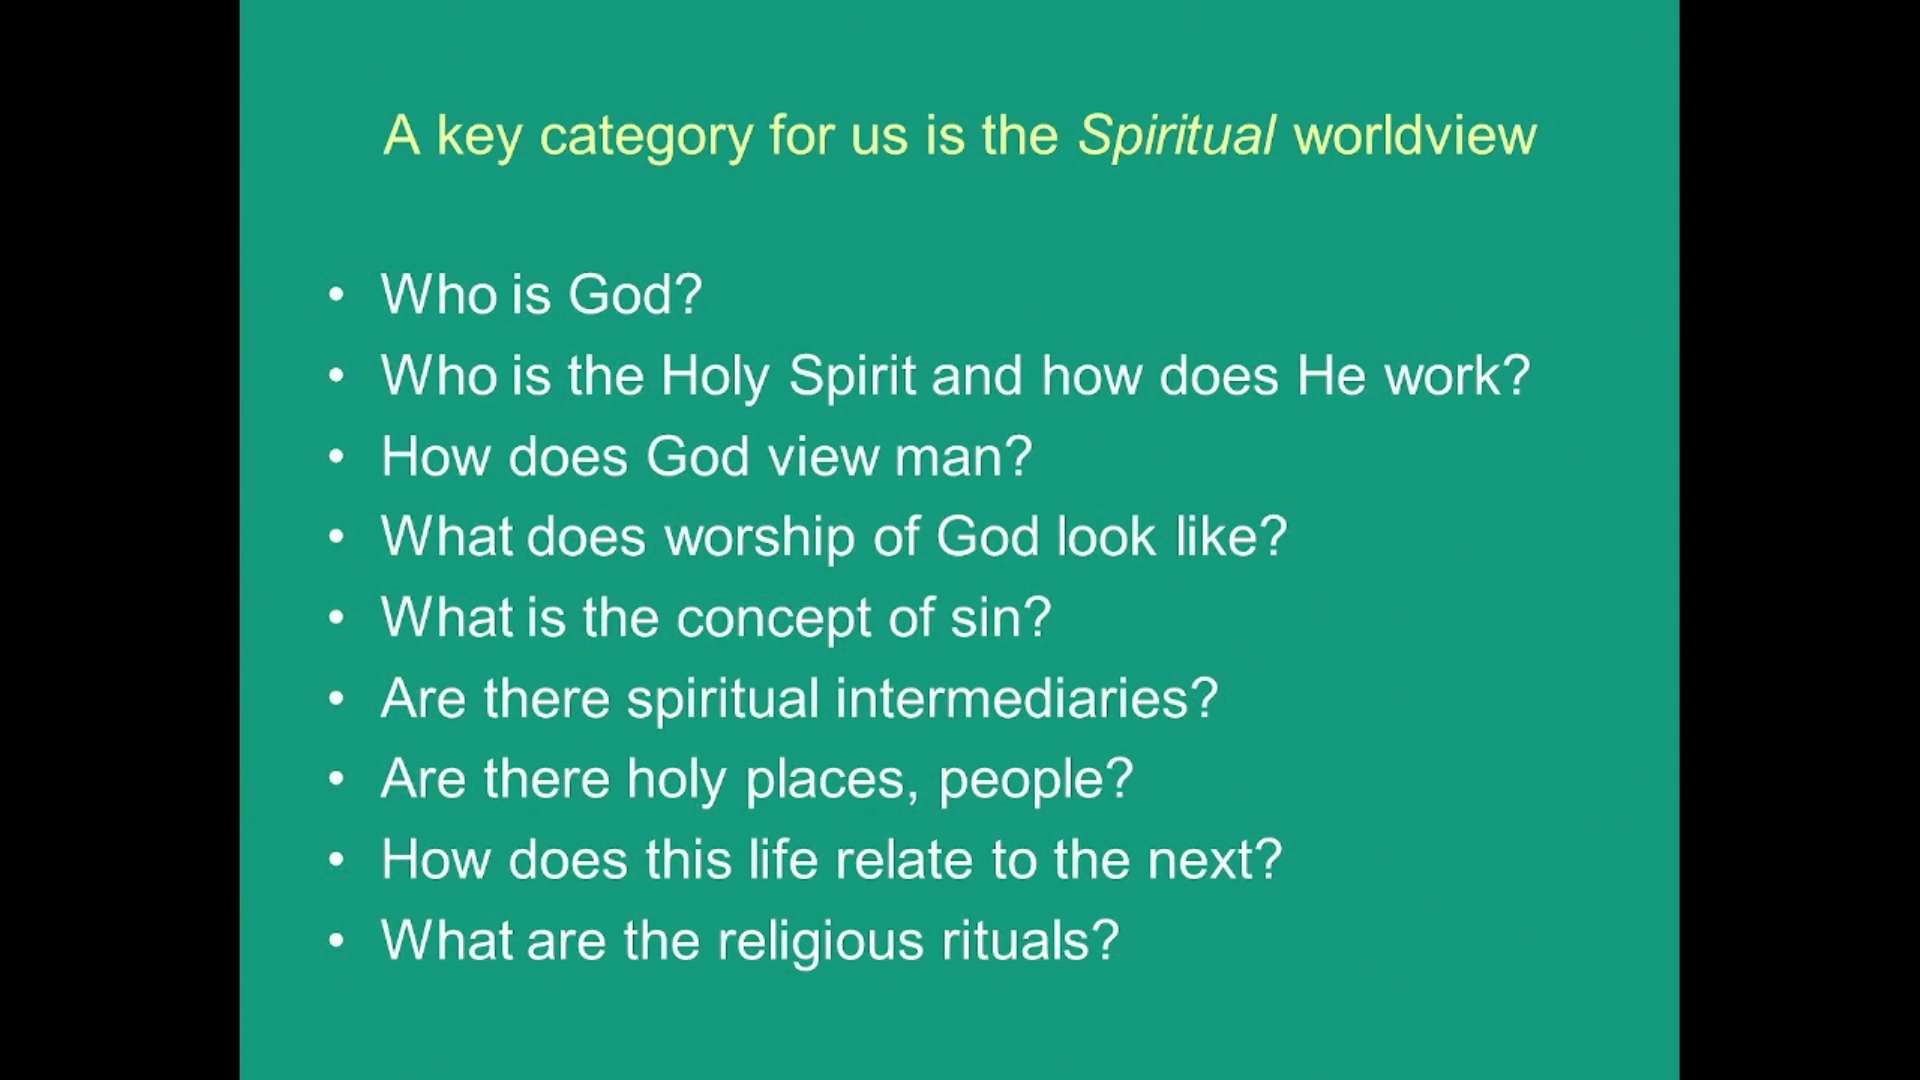 A key category for us is the Spiritual worldview
• Who is God?
• Who is the Holy Spirit and how does He work?
• How does God view man?
• What does worship of God look like?
• What is the concept of sin?
• Are there spiritual intermediaries?
• Are there holy places, people?
• How does this life relate to the next?
• What are the religious rituals?